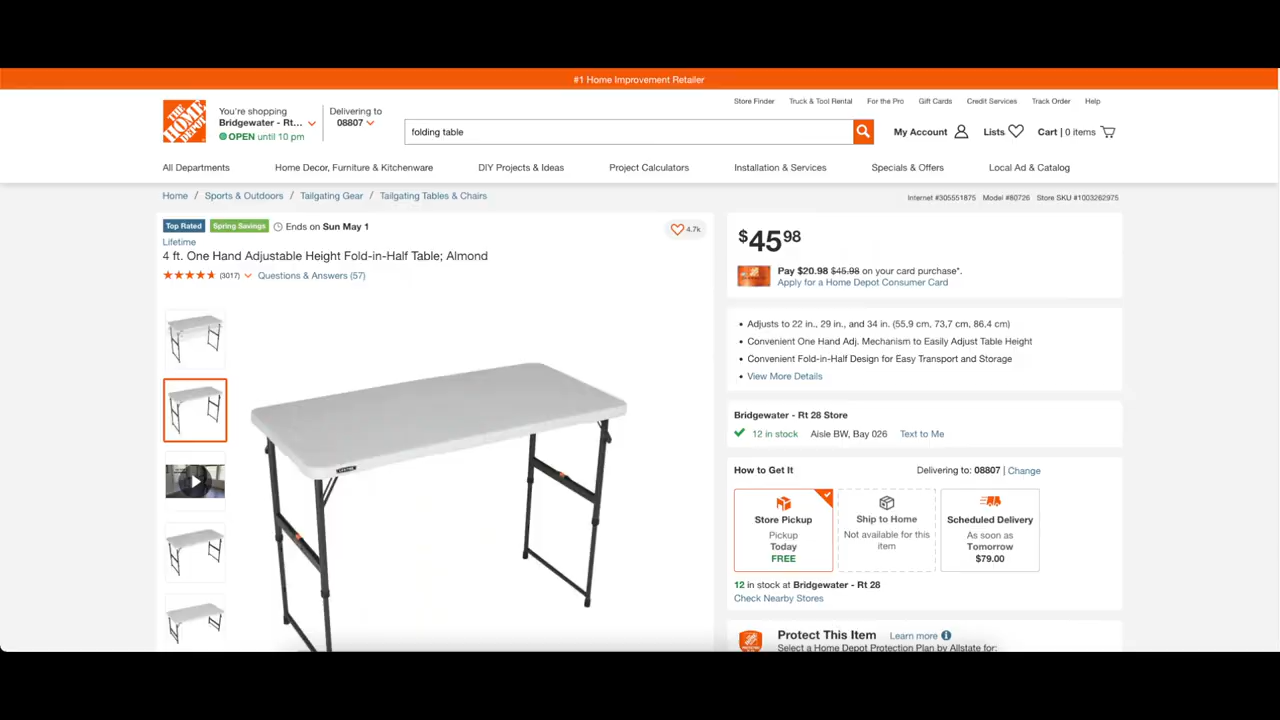 #1 Home Improvement Retailer
THE HOME DEPOT
You're shopping
Bridgewater - Rt...
OPEN until 10 pm
Delivering to
08807
folding table
Store Finder
Truck & Tool Rental
For the Pro
Gift Cards
Credit Services
Track Order
Help
My Account
Lists
Cart | 0 items
All Departments
Home Decor, Furniture & Kitchenware
DIY Projects & Ideas
Project Calculators
Installation & Services
Specials & Offers
Local Ad & Catalog
Home / Sports & Outdoors / Tailgating Gear / Tailgating Tables & Chairs
Internet #305551875 Model #80726 Store SKU #1003262975
Top Rated Spring Savings Ends on Sun May 1
4.7k
Lifetime
4 ft. One Hand Adjustable Height Fold-in-Half Table; Almond
(3017) Questions & Answers (57)
LIFETIME
$45 98
Pay $20.98 $45.98 on your card purchase*.
Apply for a Home Depot Consumer Card
• Adjusts to 22 in., 29 in., and 34 in. (55,9 cm, 73,7 cm, 86,4 cm)
• Convenient One Hand Adj. Mechanism to Easily Adjust Table Height
• Convenient Fold-in-Half Design for Easy Transport and Storage
• View More Details
Bridgewater - Rt 28 Store
12 in stock Aisle BW, Bay 026 Text to Me
How to Get It
Delivering to: 08807 | Change
Store Pickup
Pickup
Today
FREE
Ship to Home
Not available for this
item
Scheduled Delivery
As soon as
Tomorrow
$79.00
12 in stock at Bridgewater - Rt 28
Check Nearby Stores
Protect This Item Learn more
Select a Home Depot Protection Plan by Allstate for: